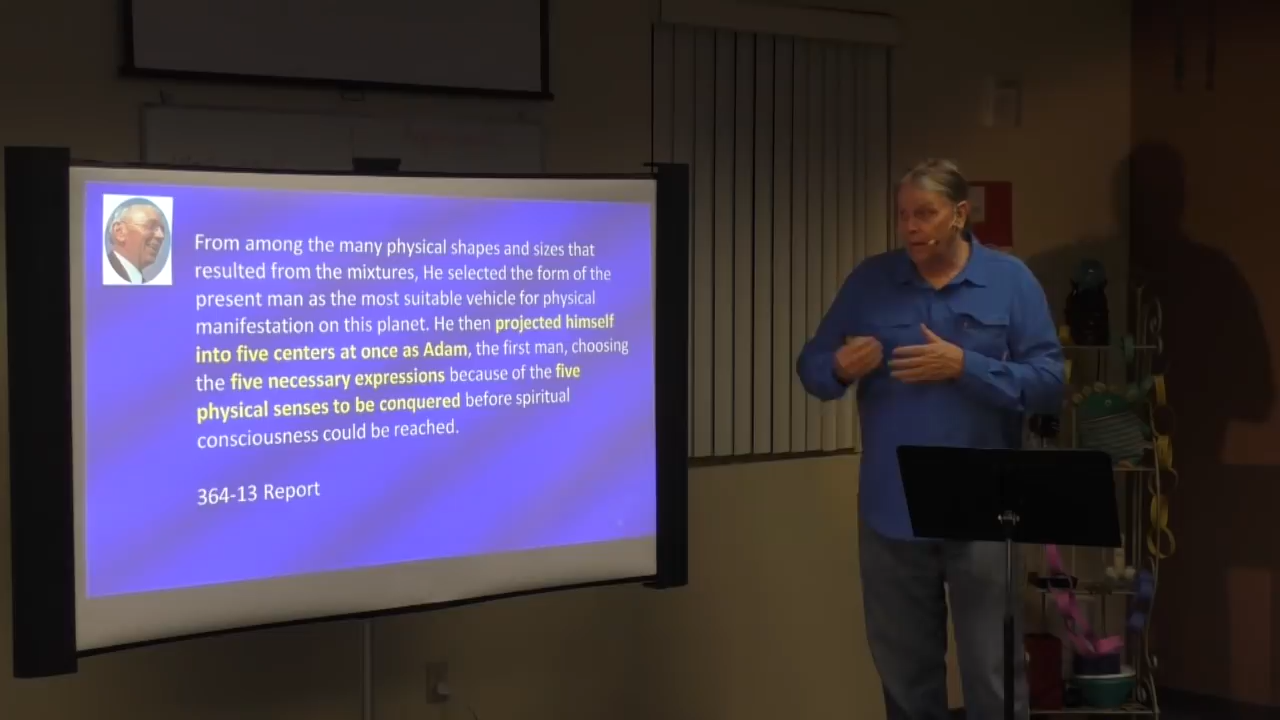 From among the many physical shapes and sizes that
resulted from the mixtures, He selected the form of the
present man as the most suitable vehicle for physical
manifestation on this planet. He then projected himself
into five centers at once as Adam, the first man, choosing
the five necessary expressions because of the five
physical senses to be conquered before spiritual
consciousness could be reached.
364-13 Report